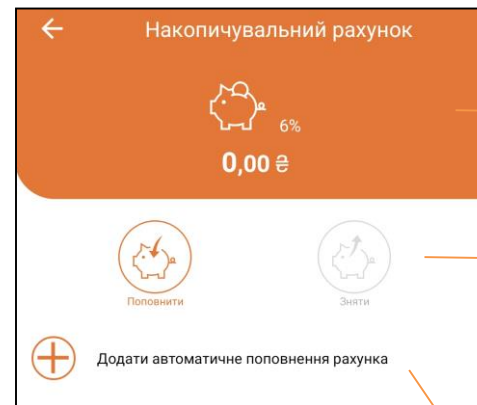 Накопичувальний рахунок
6%
0,00 ₴
Поповнити
Зняти
Додати автоматичне поповнення рахунка